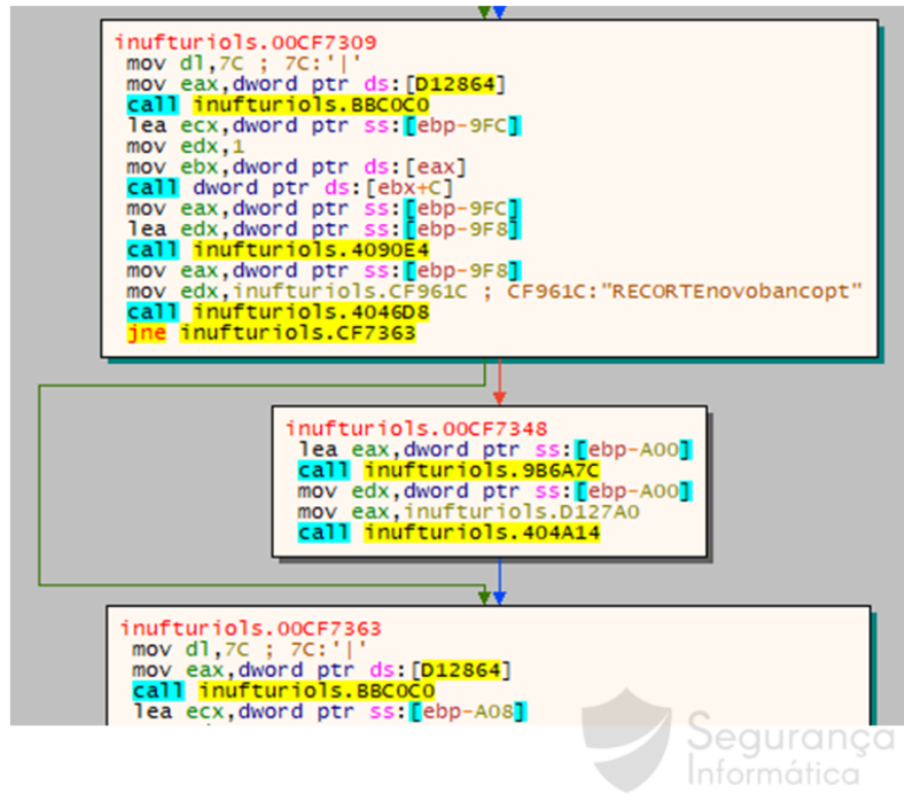 inufturiols.00CF7309
mov dl,7C ; 7C:'|'
mov eax,dword ptr ds:[D12864]
call inufturiols.BBC0C0
lea ecx,dword ptr ss:[ebp-9FC]
mov edx,1
mov ebx,dword ptr ds:[eax]
call dword ptr ds:[ebx+C]
mov eax,dword ptr ss:[ebp-9FC]
lea edx,dword ptr ss:[ebp-9F8]
call inufturiols.4090E4
mov eax,dword ptr ss:[ebp-9F8]
mov edx,inufturiols.CF961C ; CF961C:"RECORTEnovobancopt"
call inufturiols.4046D8
jne inufturiols.CF7363
inufturiols.00CF7348
lea eax,dword ptr ss:[ebp-A00]
call inufturiols.9B6A7C
mov edx,dword ptr ss:[ebp-A00]
mov eax,inufturiols.D127A0
call inufturiols.404A14
inufturiols.00CF7363
mov dl,7C ; 7C:'|'
mov eax,dword ptr ds:[D12864]
call inufturiols.BBC0C0
lea ecx,dword ptr ss:[ebp-A08]
Segurança
Informática